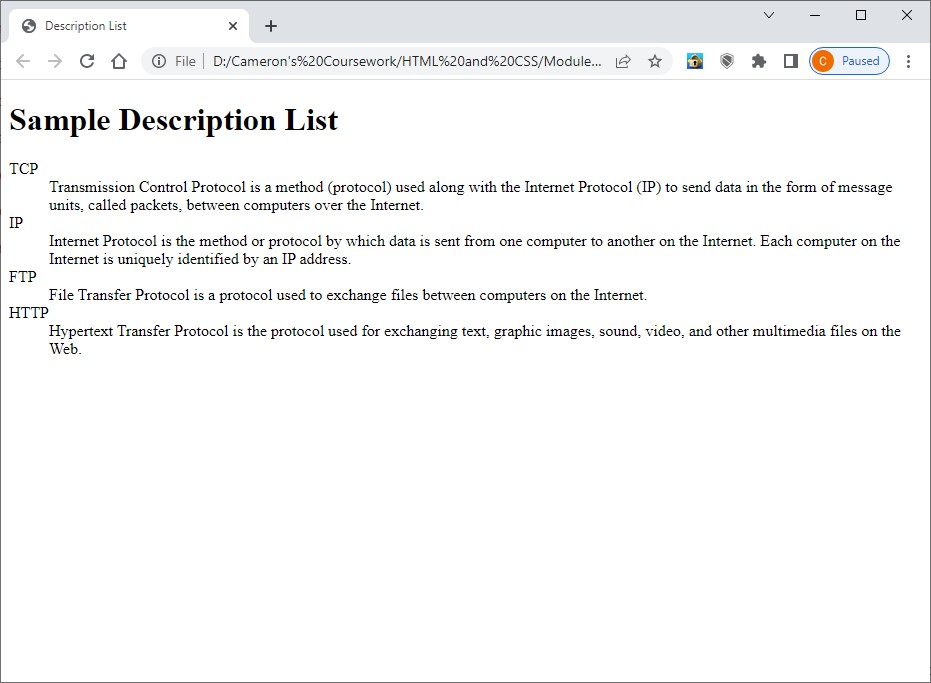 Description List
File
D:/Cameron's%20Coursework/HTML%20and%20CSS/Module...
C
Paused
Sample Description List
TCP
Transmission Control Protocol is a method (protocol) used along with the Internet Protocol (IP) to send data in the form of message
units, called packets, between computers over the Internet.
IP
Internet Protocol is the method or protocol by which data is sent from one computer to another on the Internet. Each computer on the
Internet is uniquely identified by an IP address.
FTP
File Transfer Protocol is a protocol used to exchange files between computers on the Internet.
HTTP
Hypertext Transfer Protocol is the protocol used for exchanging text, graphic images, sound, video, and other multimedia files on the
Web.